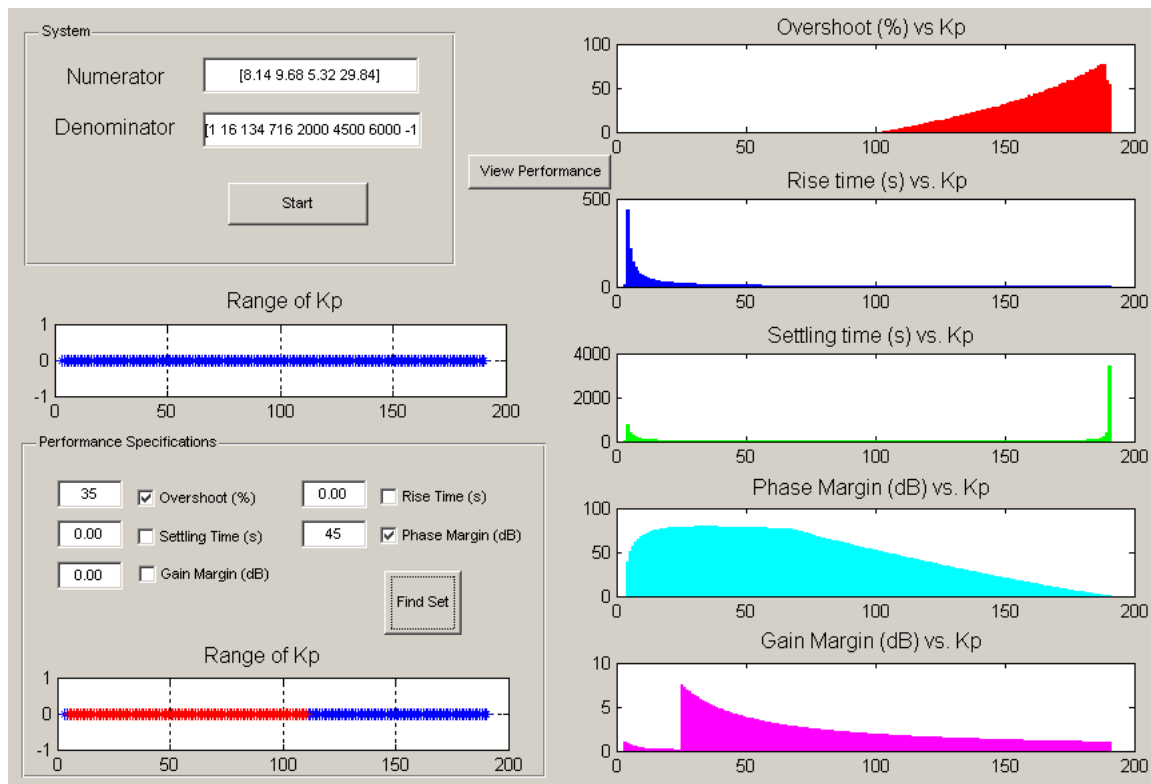 System
Numerator
[8.14 9.68 5.32 29.84]
Denominator
[1 16 134 716 2000 4500 6000 -1
Start
View Performance
Range of Kp
1
0
-1
0 50 100 150 200
Performance Specifications
35 Overshoot (%)
0.00 Rise Time (s)
0.00 Settling Time (s)
45 Phase Margin (dB)
0.00 Gain Margin (dB)
Find Set
Range of Kp
1
0
-1
0 50 100 150 200
Overshoot (%) vs Kp
100
50
0
0 50 100 150 200
Rise time (s) vs. Kp
500
0
0 50 100 150 200
Settling time (s) vs. Kp
4000
2000
0
0 50 100 150 200
Phase Margin (dB) vs. Kp
100
50
0
0 50 100 150 200
Gain Margin (dB) vs. Kp
10
5
0
0 50 100 150 200